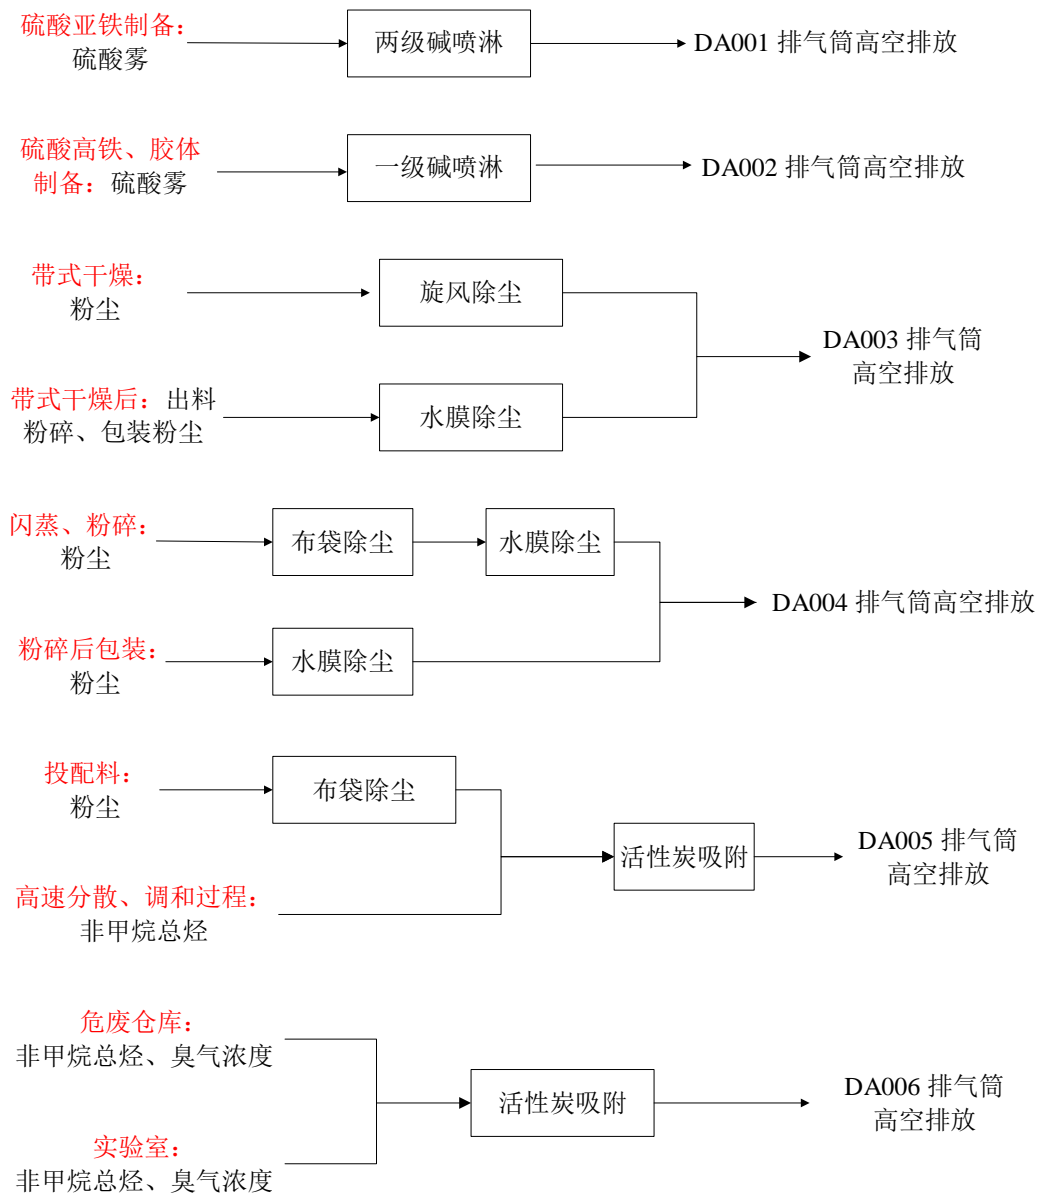 硫酸亚铁制备：
硫酸雾
两级碱喷淋
DA001 排气筒高空排放
硫酸高铁、胶体
制备：硫酸雾
一级碱喷淋
DA002 排气筒高空排放
带式干燥：
粉尘
旋风除尘
DA003 排气筒
高空排放
带式干燥后：出料
粉碎、包装粉尘
水膜除尘
闪蒸、粉碎：
粉尘
布袋除尘
水膜除尘
DA004 排气筒高空排放
粉碎后包装：
粉尘
水膜除尘
投配料：
粉尘
布袋除尘
活性炭吸附
DA005 排气筒
高空排放
高速分散、调和过程：
非甲烷总烃
危废仓库：
非甲烷总烃、臭气浓度
活性炭吸附
DA006 排气筒
高空排放
实验室：
非甲烷总烃、臭气浓度